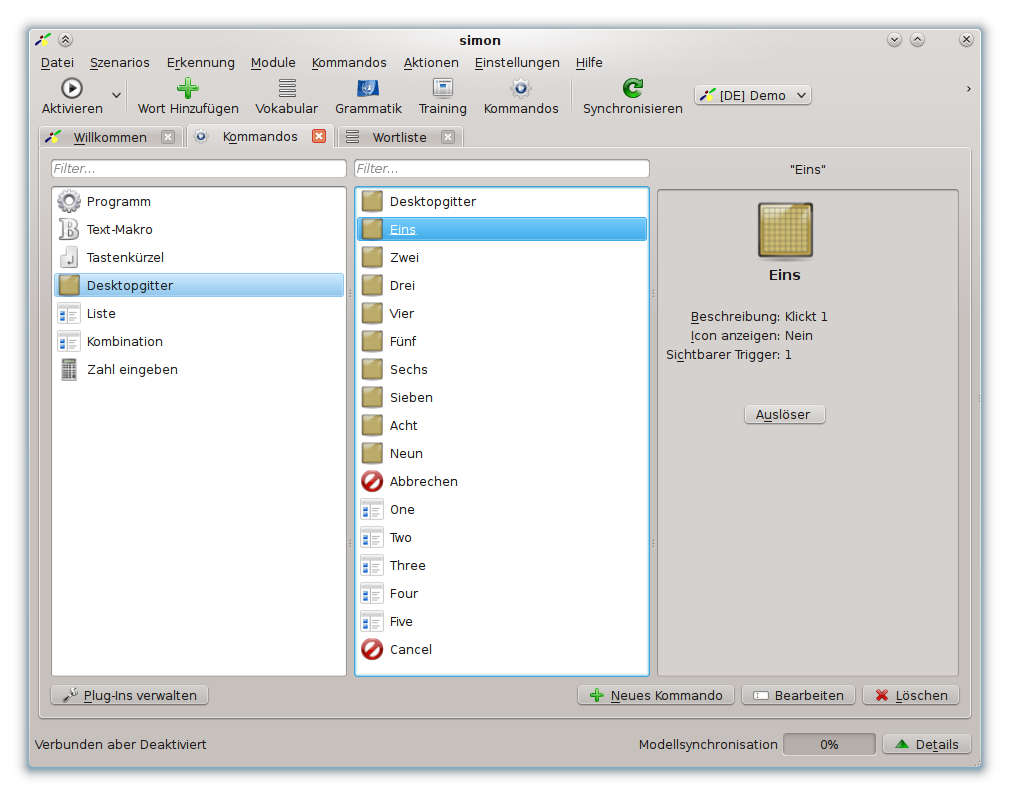 simon
Datei Szenarios Erkennung Module Kommandos Aktionen Einstellungen Hilfe
Aktivieren Wort Hinzufügen Vokabular Grammatik Training Kommandos Synchronisieren [DE] Demo
Willkommen Kommandos Wortliste
Filter... Filter... "Eins"
Programm
Text-Makro
Tastenkürzel
Desktopgitter
Liste
Kombination
Zahl eingeben
Desktopgitter
Eins
Zwei
Drei
Vier
Fünf
Sechs
Sieben
Acht
Neun
Abbrechen
One
Two
Three
Four
Five
Cancel
Eins
Beschreibung: Klickt 1
Icon anzeigen: Nein
Sichtbarer Trigger: 1
Auslöser
Plug-Ins verwalten Neues Kommando Bearbeiten Löschen
Verbunden aber Deaktiviert Modellsynchronisation 0% Details